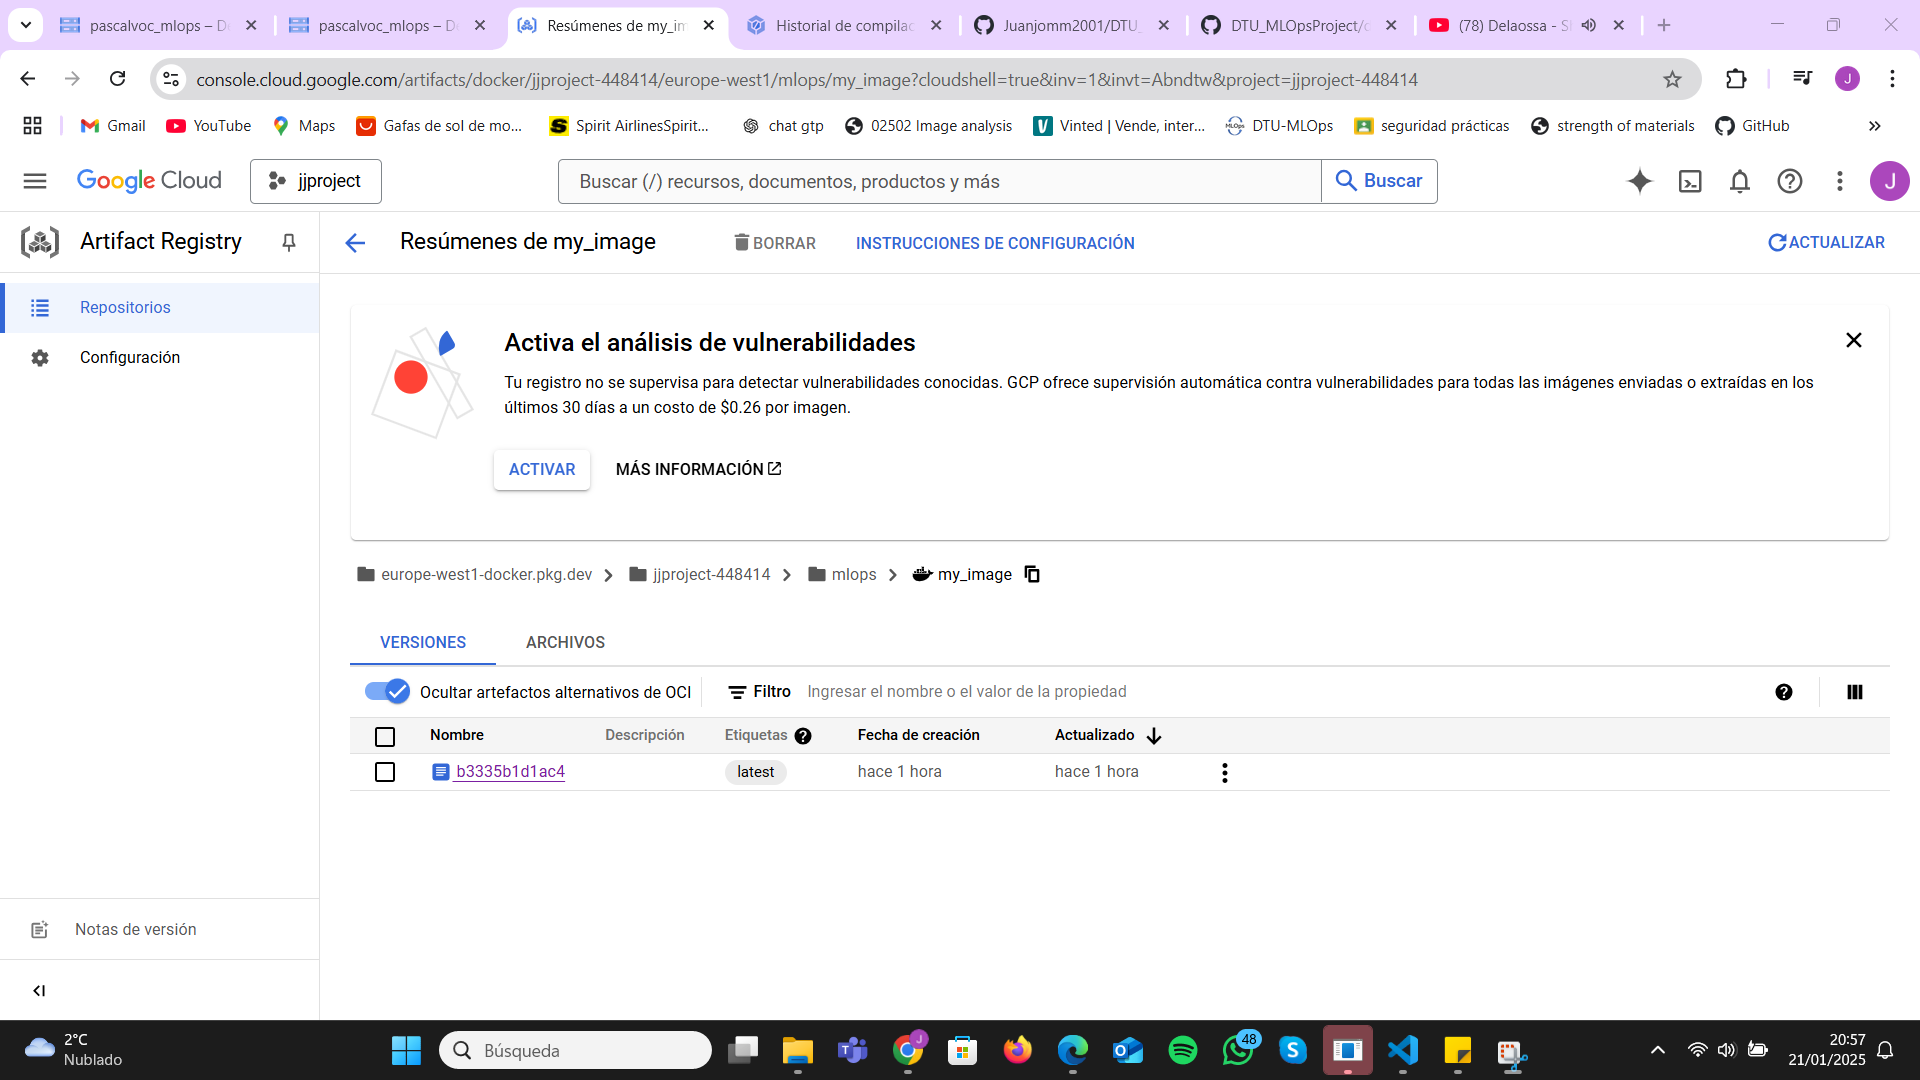 pascalvoc_mlops – De
pascalvoc_mlops – De
Resúmenes de my_im
Historial de compilac
Juanjomm2001/DTU_
DTU_MLOpsProject/c
(78) Delaossa - S
console.cloud.google.com/artifacts/docker/jjproject-448414/europe-west1/mlops/my_image?cloudshell=true&inv=1&invt=Abndtw&project=jjproject-448414
J
Gmail
YouTube
Maps
Gafas de sol de mo...
Spirit AirlinesSpirit...
chat gtp
02502 Image analysis
Vinted | Vende, inter...
DTU-MLOps
seguridad prácticas
strength of materials
GitHub
Google Cloud
jjproject
Buscar (/) recursos, documentos, productos y más
Buscar
J
Artifact Registry
Resúmenes de my_image
BORRAR
INSTRUCCIONES DE CONFIGURACIÓN
ACTUALIZAR
Repositorios
Configuración
Activa el análisis de vulnerabilidades
Tu registro no se supervisa para detectar vulnerabilidades conocidas. GCP ofrece supervisión automática contra vulnerabilidades para todas las imágenes enviadas o extraídas en los
últimos 30 días a un costo de $0.26 por imagen.
ACTIVAR
MÁS INFORMACIÓN
europe-west1-docker.pkg.dev
jjproject-448414
mlops
my_image
VERSIONES
ARCHIVOS
Ocultar artefactos alternativos de OCI
Filtro
Ingresar el nombre o el valor de la propiedad
Nombre
Descripción
Etiquetas
Fecha de creación
Actualizado
b3335b1d1ac4
latest
hace 1 hora
hace 1 hora
Notas de versión
2°C
Nublado
Búsqueda
J
48
20:57
21/01/2025